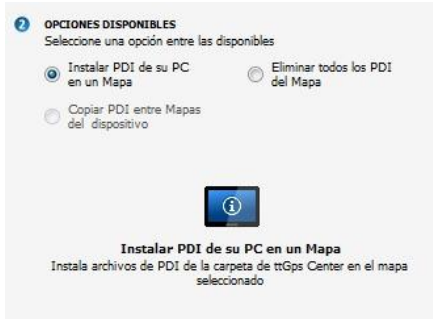 2 OPCIONES DISPONIBLES
Seleccione una opción entre las disponibles
Instalar PDI de su PC
en un Mapa
Eliminar todos los PDI
del Mapa
Copiar PDI entre Mapas
del dispositivo
Instalar PDI de su PC en un Mapa
Instala archivos de PDI de la carpeta de ttGps Center en el mapa
seleccionado